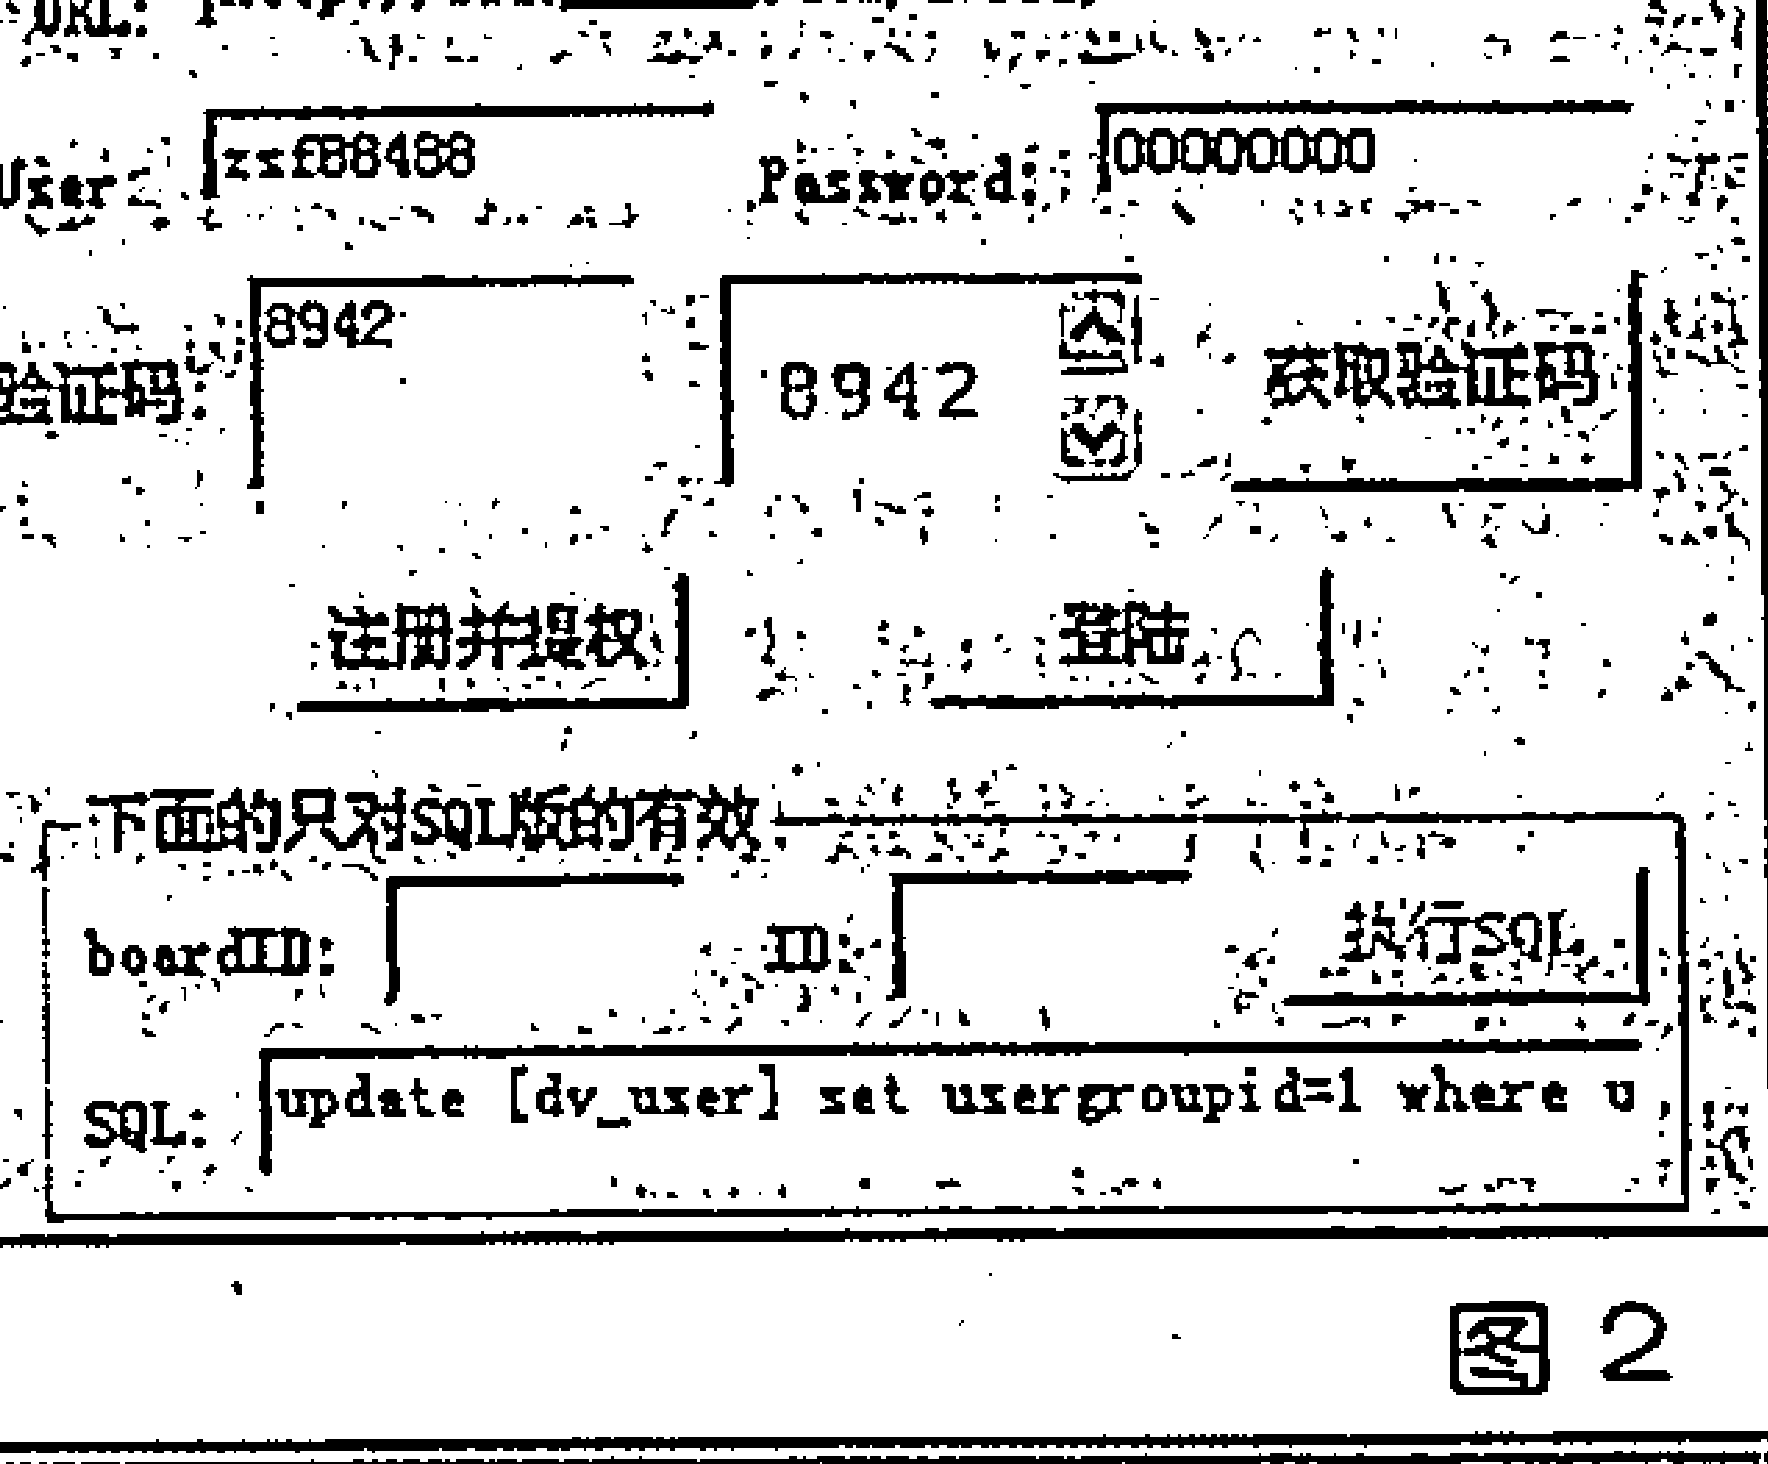 URL:
User: zsf88488 Password: 00000000
验证码: 8942 8942 获取验证码
注册并提权 登陆
下面的只对SQL版的有效
boardID: ID: 执行SQL
SQL: update [dv_user] set usergroupid=1 where u
图 2